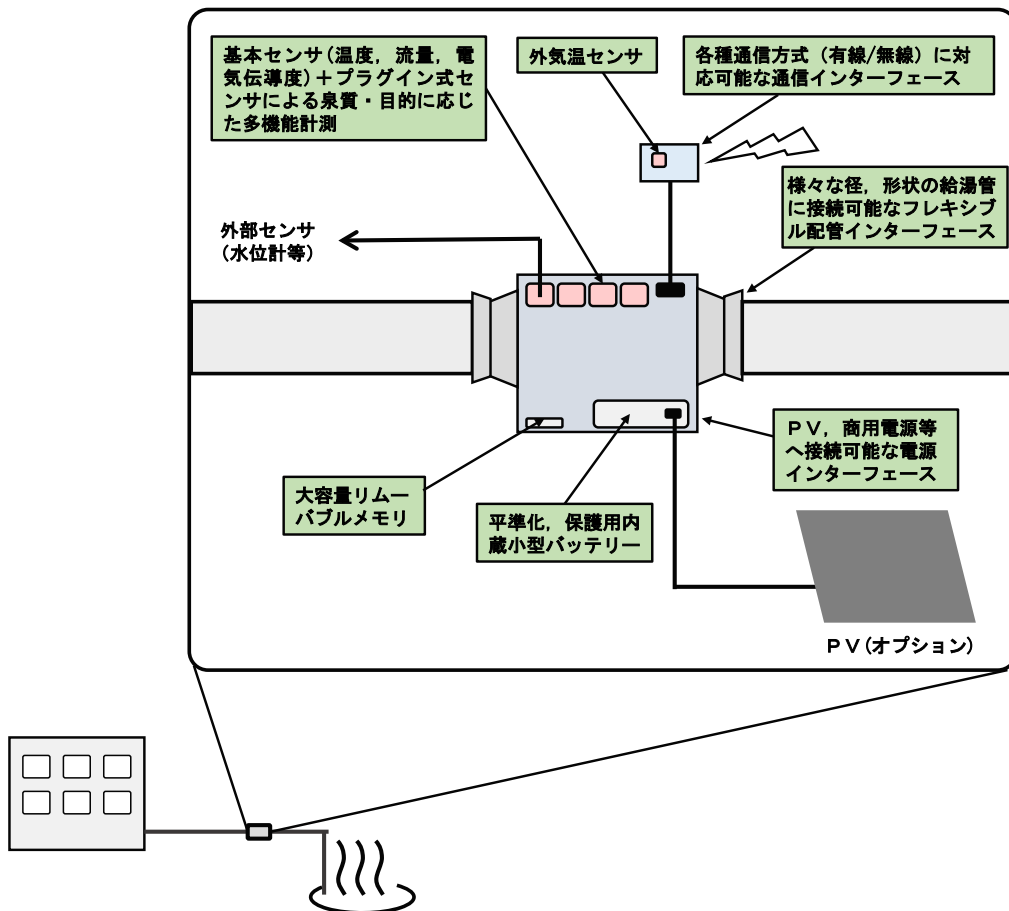 基本センサ(温度，流量，電
気伝導度)＋プラグイン式セ
ンサによる泉質・目的に応じ
た多機能計測
外気温センサ
各種通信方式（有線/無線）に対
応可能な通信インターフェース
様々な径，形状の給湯管
に接続可能なフレキシブ
ル配管インターフェース
外部センサ
(水位計等)
ＰＶ，商用電源等
へ接続可能な電源
インターフェース
大容量リムー
バブルメモリ
平準化，保護用内
蔵小型バッテリー
ＰＶ(オプション)